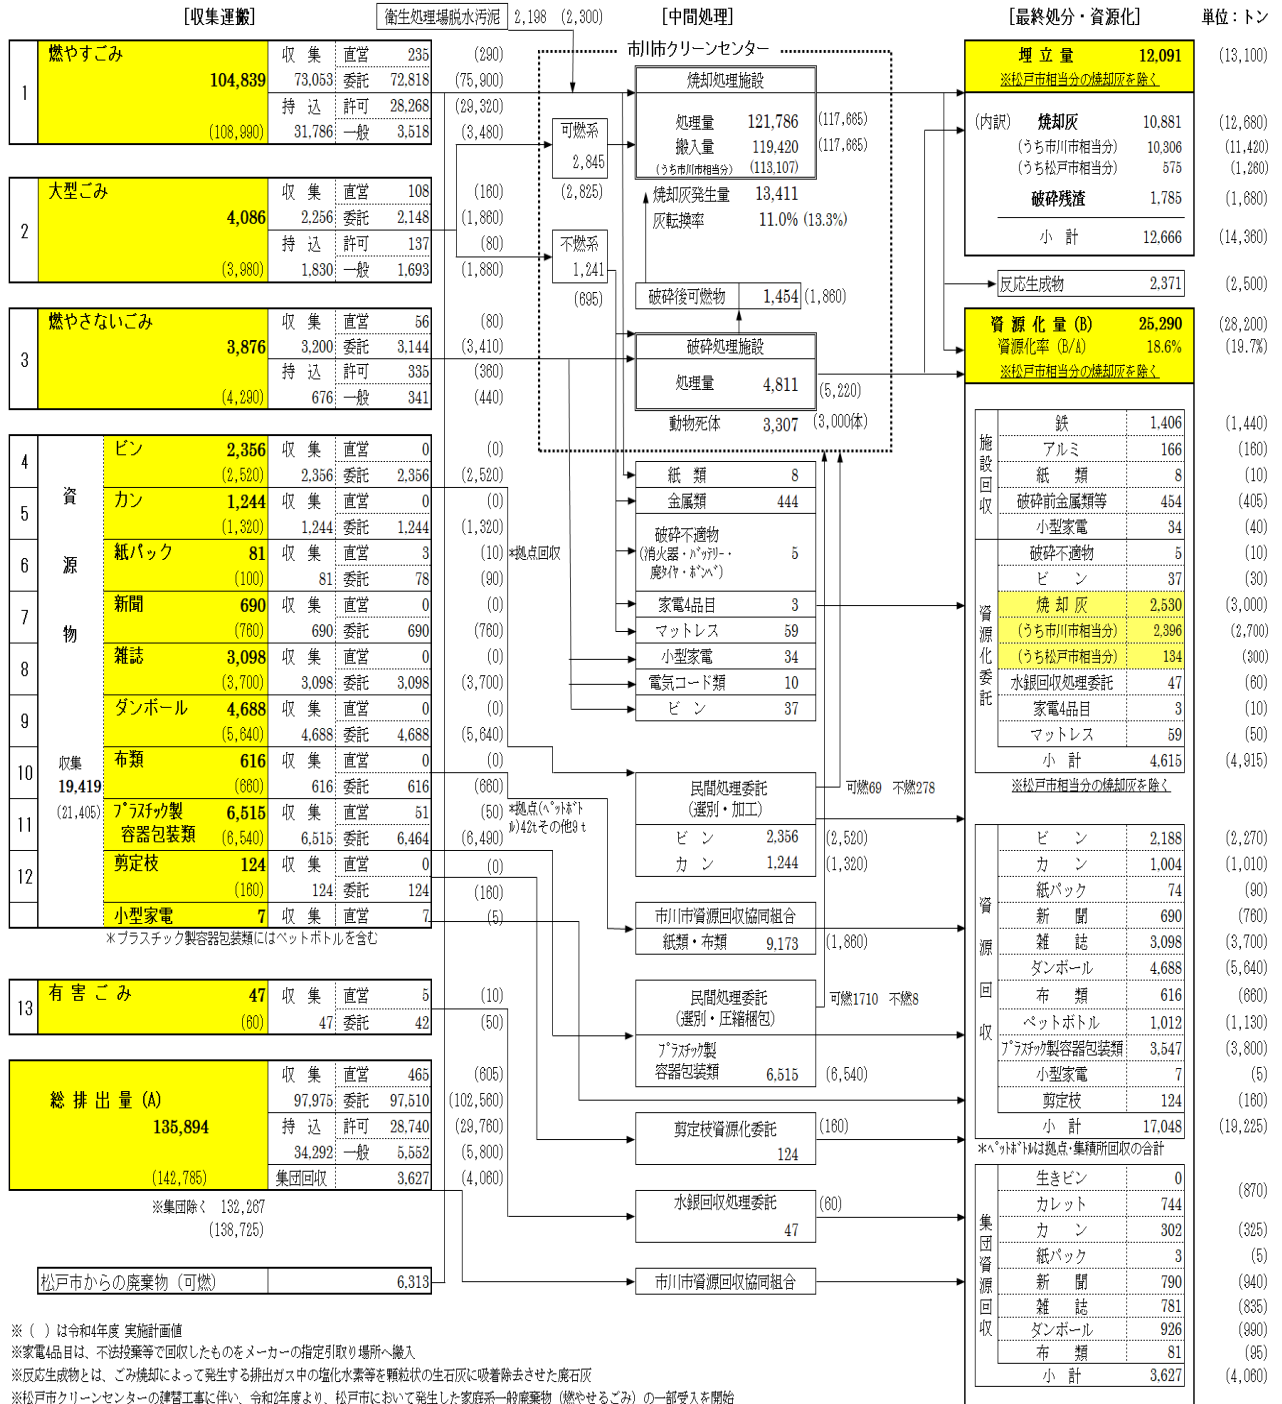 [収集運搬]
衛生処理場脱水汚泥 2,198 (2,300)
[中間処理]
[最終処分・資源化]
単位：トン
1 燃やすごみ 収 集 直営 235 (290)
104,839 73,053 委託 72,818 (75,900)
持 込 許可 28,268 (29,320)
(108,990) 31,786 一般 3,518 (3,480)
2 大型ごみ 収 集 直営 108 (160)
4,086 2,256 委託 2,148 (1,860)
持 込 許可 137 (80)
(3,980) 1,830 一般 1,693 (1,880)
3 燃やさないごみ 収 集 直営 56 (80)
3,876 3,200 委託 3,144 (3,410)
持 込 許可 335 (360)
(4,290) 676 一般 341 (440)
資 源 物
収集
19,419
(21,405)
4 ビン 2,356 収 集 直営 0 (0)
(2,520) 2,356 委託 2,356 (2,520)
5 カン 1,244 収 集 直営 0 (0)
(1,320) 1,244 委託 1,244 (1,320)
6 紙パック 81 収 集 直営 3 (10) *拠点回収
(100) 81 委託 78 (90)
7 新聞 690 収 集 直営 0 (0)
(760) 690 委託 690 (760)
8 雑誌 3,098 収 集 直営 0 (0)
(3,700) 3,098 委託 3,098 (3,700)
9 ダンボール 4,688 収 集 直営 0 (0)
(5,640) 4,688 委託 4,688 (5,640)
10 布類 616 収 集 直営 0 (0)
(660) 616 委託 616 (660)
11 プラスチック製 6,515 収 集 直営 51 (50) *拠点(ペットボト
容器包装類 (6,540) 6,515 委託 6,464 (6,490) ル)42tその他9t
12 剪定枝 124 収 集 直営 0 (0)
(160) 124 委託 124 (160)
小型家電 7 収 集 直営 7 (5)
＊プラスチック製容器包装類にはペットボトルを含む
13 有 害 ご み 47 収 集 直営 5 (10)
(60) 47 委託 42 (50)
総 排 出 量 (A) 収 集 直営 465 (605)
97,975 委託 97,510 (102,560)
135,894 持 込 許可 28,740 (29,760)
34,292 一般 5,552 (5,800)
(142,785) 集団回収 3,627 (4,060)
※集団除く 132,267
(138,725)
松戸市からの廃棄物（可燃） 6,313
市川市クリーンセンター
可燃系
2,845
(2,825)
不燃系
1,241
(695)
焼却処理施設
処理量 121,786 (117,665)
搬入量 119,420 (117,665)
(うち市川市相当分) (113,107)
焼却灰発生量 13,411
灰転換率 11.0% (13.3%)
破砕後可燃物 1,454 (1,860)
破砕処理施設
処理量 4,811 (5,220)
動物死体 3,307 (3,000体)
紙 類 8
金属類 444
破砕不適物
(消火器・バッテリー・ 5
廃タイヤ・ボンベ)
家電4品目 3
マットレス 59
小型家電 34
電気コード類 10
ビ ン 37
民間処理委託
(選別・加工)
可燃69 不燃278
ビ ン 2,356 (2,520)
カ ン 1,244 (1,320)
市川市資源回収協同組合
紙類・布類 9,173 (1,860)
民間処理委託
(選別・圧縮梱包)
可燃1710 不燃8
プラスチック製
容器包装類 6,515 (6,540)
剪定枝資源化委託 (160)
124
水銀回収処理委託 (60)
47
市川市資源回収協同組合
埋 立 量 12,091 (13,100)
※松戸市相当分の焼却灰を除く
(内訳) 焼却灰 10,881 (12,680)
(うち市川市相当分) 10,306 (11,420)
(うち松戸市相当分) 575 (1,260)
破砕残渣 1,785 (1,680)
小 計 12,666 (14,360)
反応生成物 2,371 (2,500)
資 源 化 量 (B) 25,290 (28,200)
資源化率 (B/A) 18.6% (19.7%)
※松戸市相当分の焼却灰を除く
施設回収
鉄 1,406 (1,440)
アルミ 166 (160)
紙 類 8 (10)
破砕前金属類等 454 (405)
小型家電 34 (40)
資源化委託
破砕不適物 5 (10)
ビ ン 37 (30)
焼 却 灰 2,530 (3,000)
(うち市川市相当分) 2,396 (2,700)
(うち松戸市相当分) 134 (300)
水銀回収処理委託 47 (60)
家電4品目 3 (10)
マットレス 59 (50)
小 計 4,615 (4,915)
※松戸市相当分の焼却灰を除く
資 源 回 収
ビ ン 2,188 (2,270)
カ ン 1,004 (1,010)
紙パック 74 (90)
新 聞 690 (760)
雑 誌 3,098 (3,700)
ダンボール 4,688 (5,640)
布 類 616 (660)
ペットボトル 1,012 (1,130)
プラスチック製容器包装類 3,547 (3,800)
小型家電 7 (5)
剪定枝 124 (160)
小 計 17,048 (19,225)
*ペットボトルは拠点・集積所回収の合計
集団資源回収
生きビン 0
(870)
カレット 744
カ ン 302 (325)
紙パック 3 (5)
新 聞 790 (940)
雑 誌 781 (835)
ダンボール 926 (990)
布 類 81 (95)
小 計 3,627 (4,060)
※（ ）は令和4年度 実施計画値
※家電4品目は、不法投棄等で回収したものをメーカーの指定引取り場所へ搬入
※反応生成物とは、ごみ焼却によって発生する排出ガス中の塩化水素等を顆粒状の生石灰に吸着除去させた廃石灰
※松戸市クリーンセンターの建替工事に伴い、令和2年度より、松戸市において発生した家庭系一般廃棄物（燃やせるごみ）の一部受入を開始